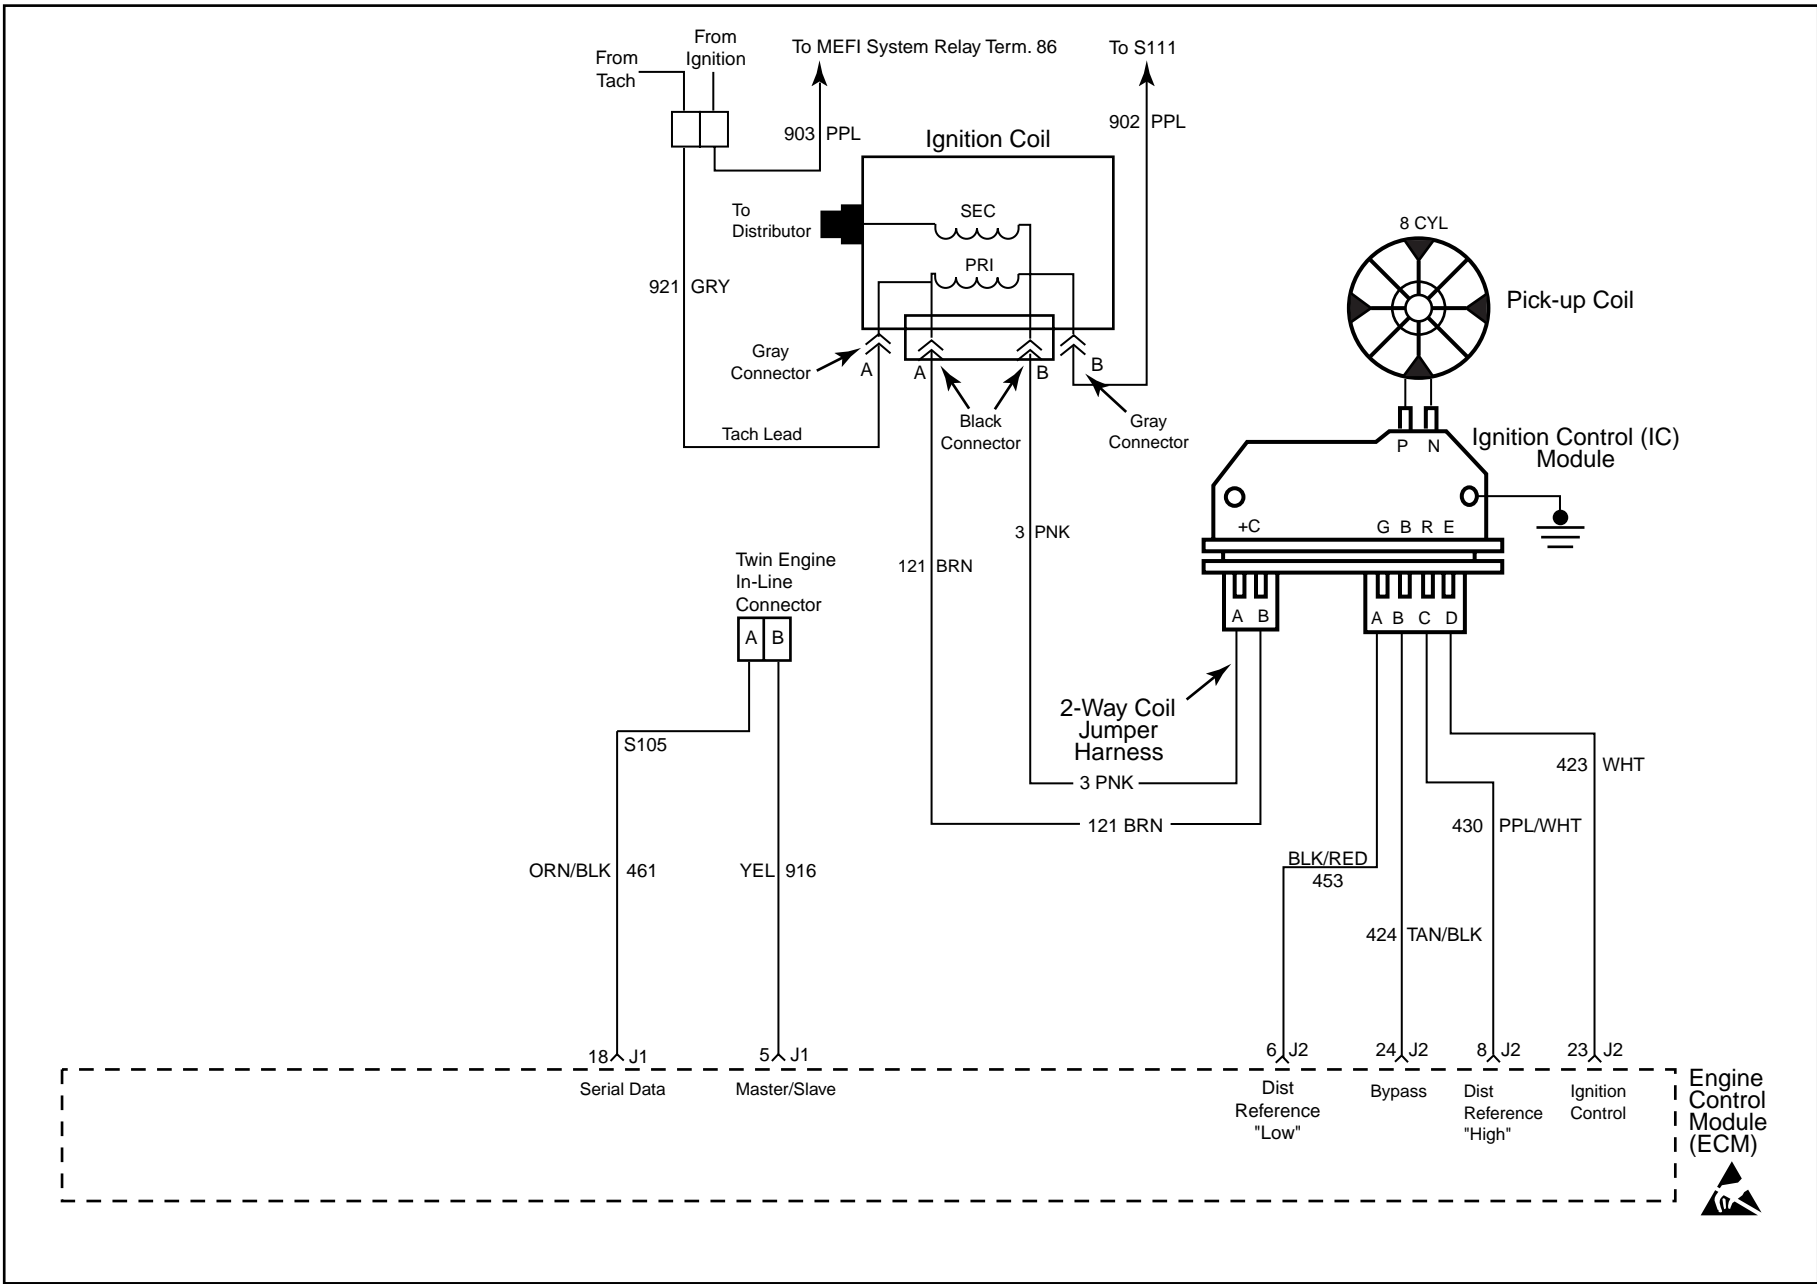 From
Tach
From
Ignition
To MEFI System Relay Term. 86
To S111
903 PPL
902 PPL
Ignition Coil
To
Distributor
SEC
PRI
921 GRY
8 CYL
Pick-up Coil
Gray
Connector
A
A
B
B
Black
Connector
Gray
Connector
Tach Lead
P N
Ignition Control (IC)
Module
+C
G B R E
3 PNK
121 BRN
Twin Engine
In-Line
Connector
A B
A B
A B C D
2-Way Coil
Jumper
Harness
S105
3 PNK
121 BRN
423 WHT
430 PPL/WHT
BLK/RED
453
ORN/BLK 461
YEL 916
424 TAN/BLK
18 J1
5 J1
6 J2
24 J2
8 J2
23 J2
Serial Data
Master/Slave
Dist
Reference
"Low"
Bypass
Dist
Reference
"High"
Ignition
Control
Engine
Control
Module
(ECM)